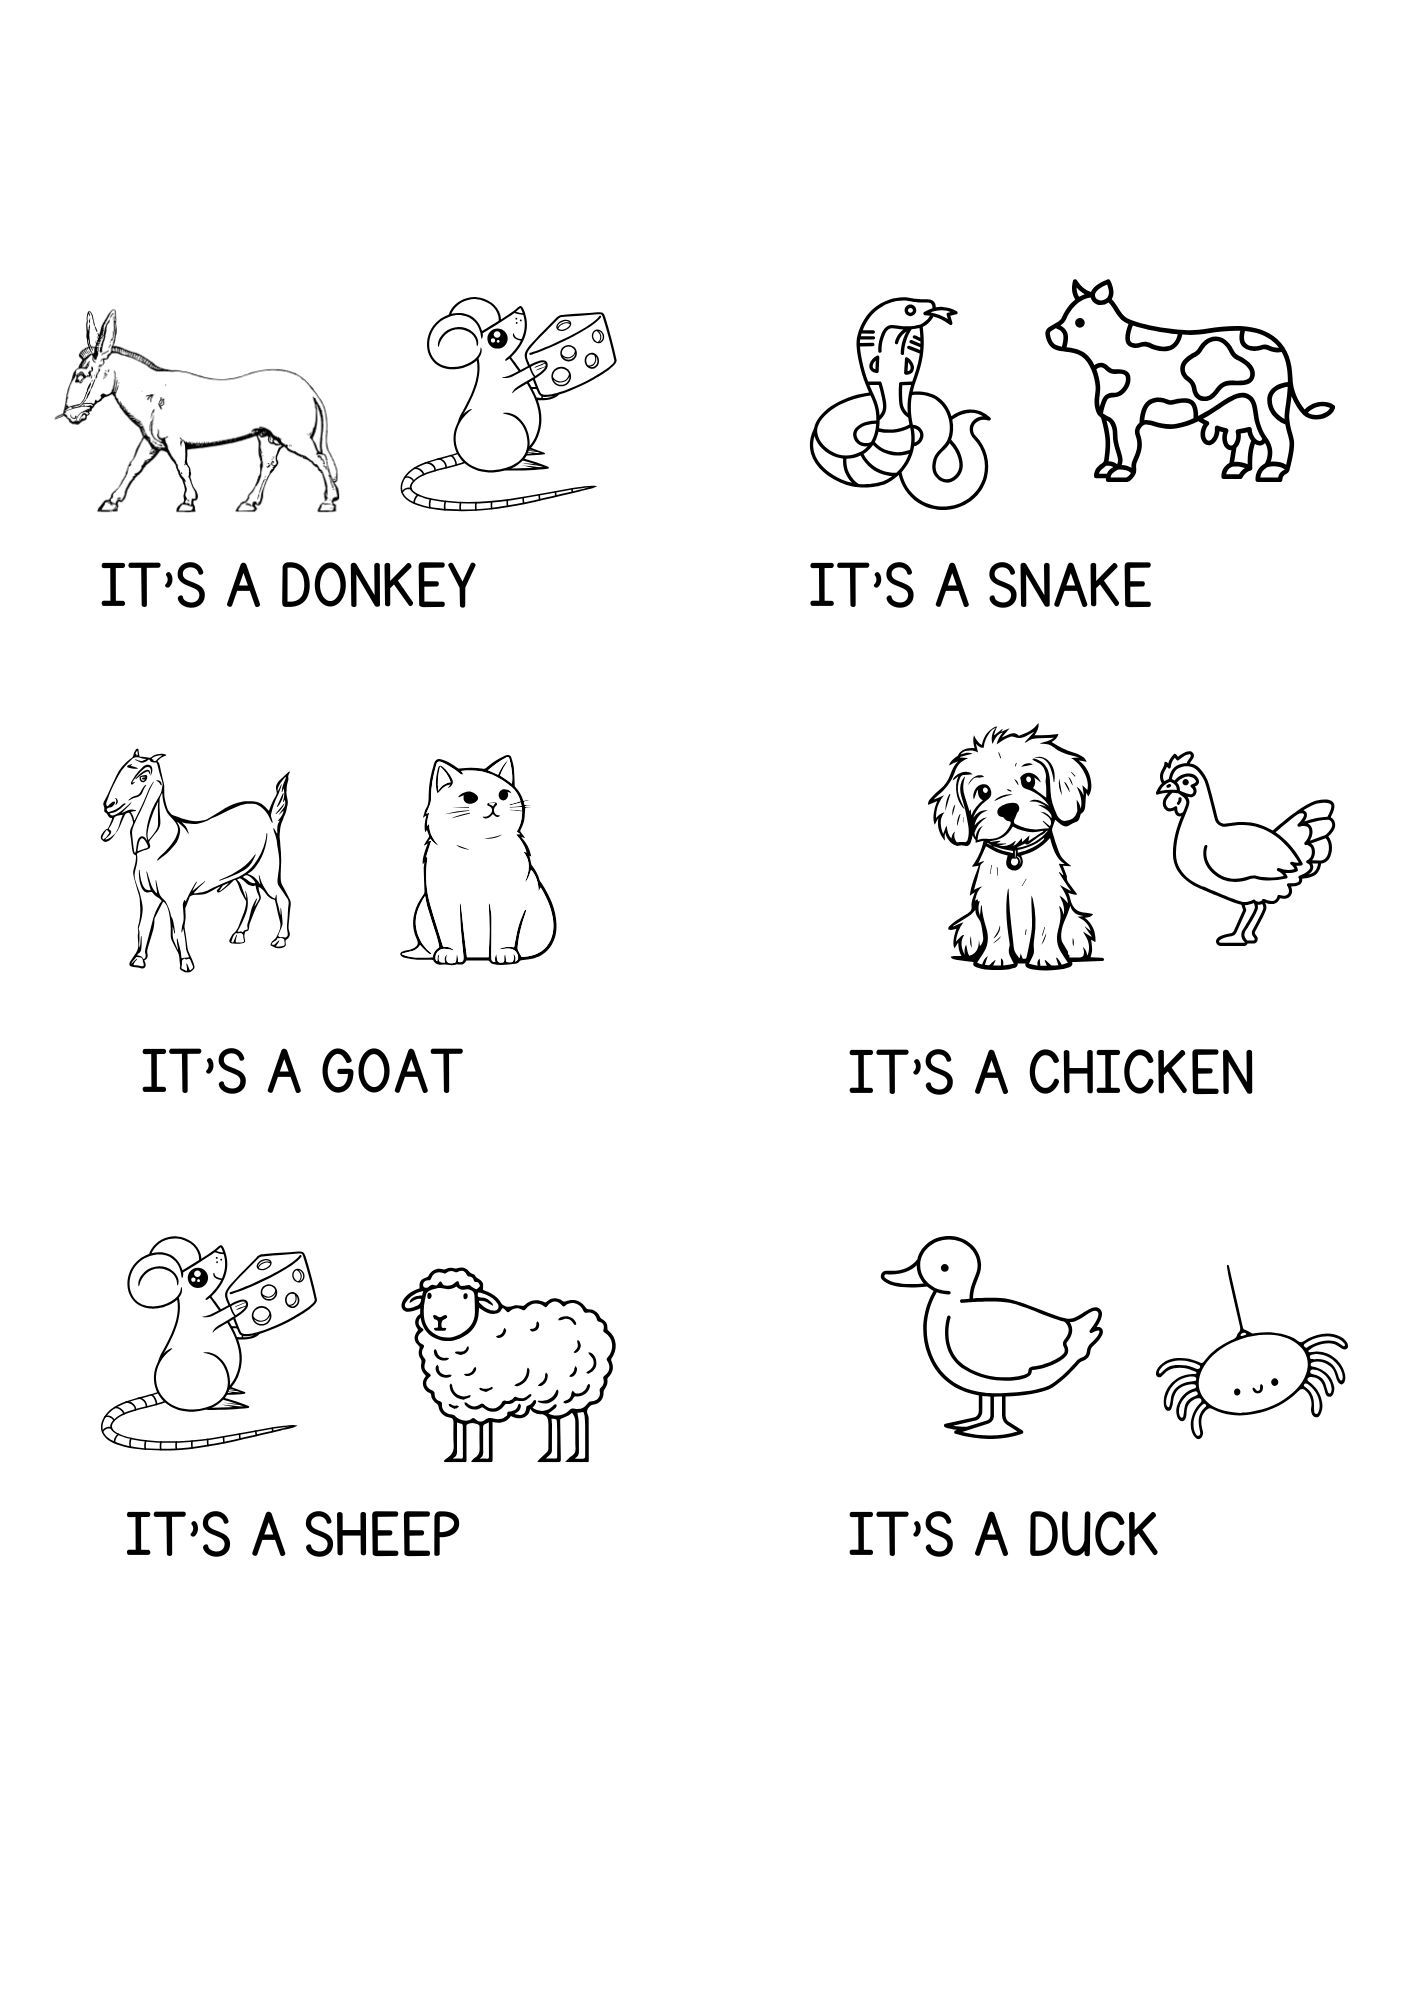 IT'S A DONKEY
IT'S A SNAKE
IT'S A GOAT
IT'S A CHICKEN
IT'S A SHEEP
IT'S A DUCK